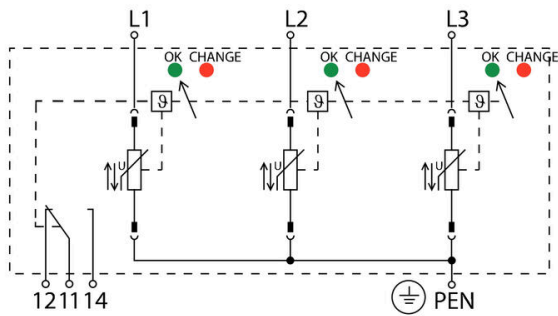 L1 L2 L3
OK CHANGE OK CHANGE OK CHANGE
ϑ ϑ ϑ
U U U
12 11 14 PEN